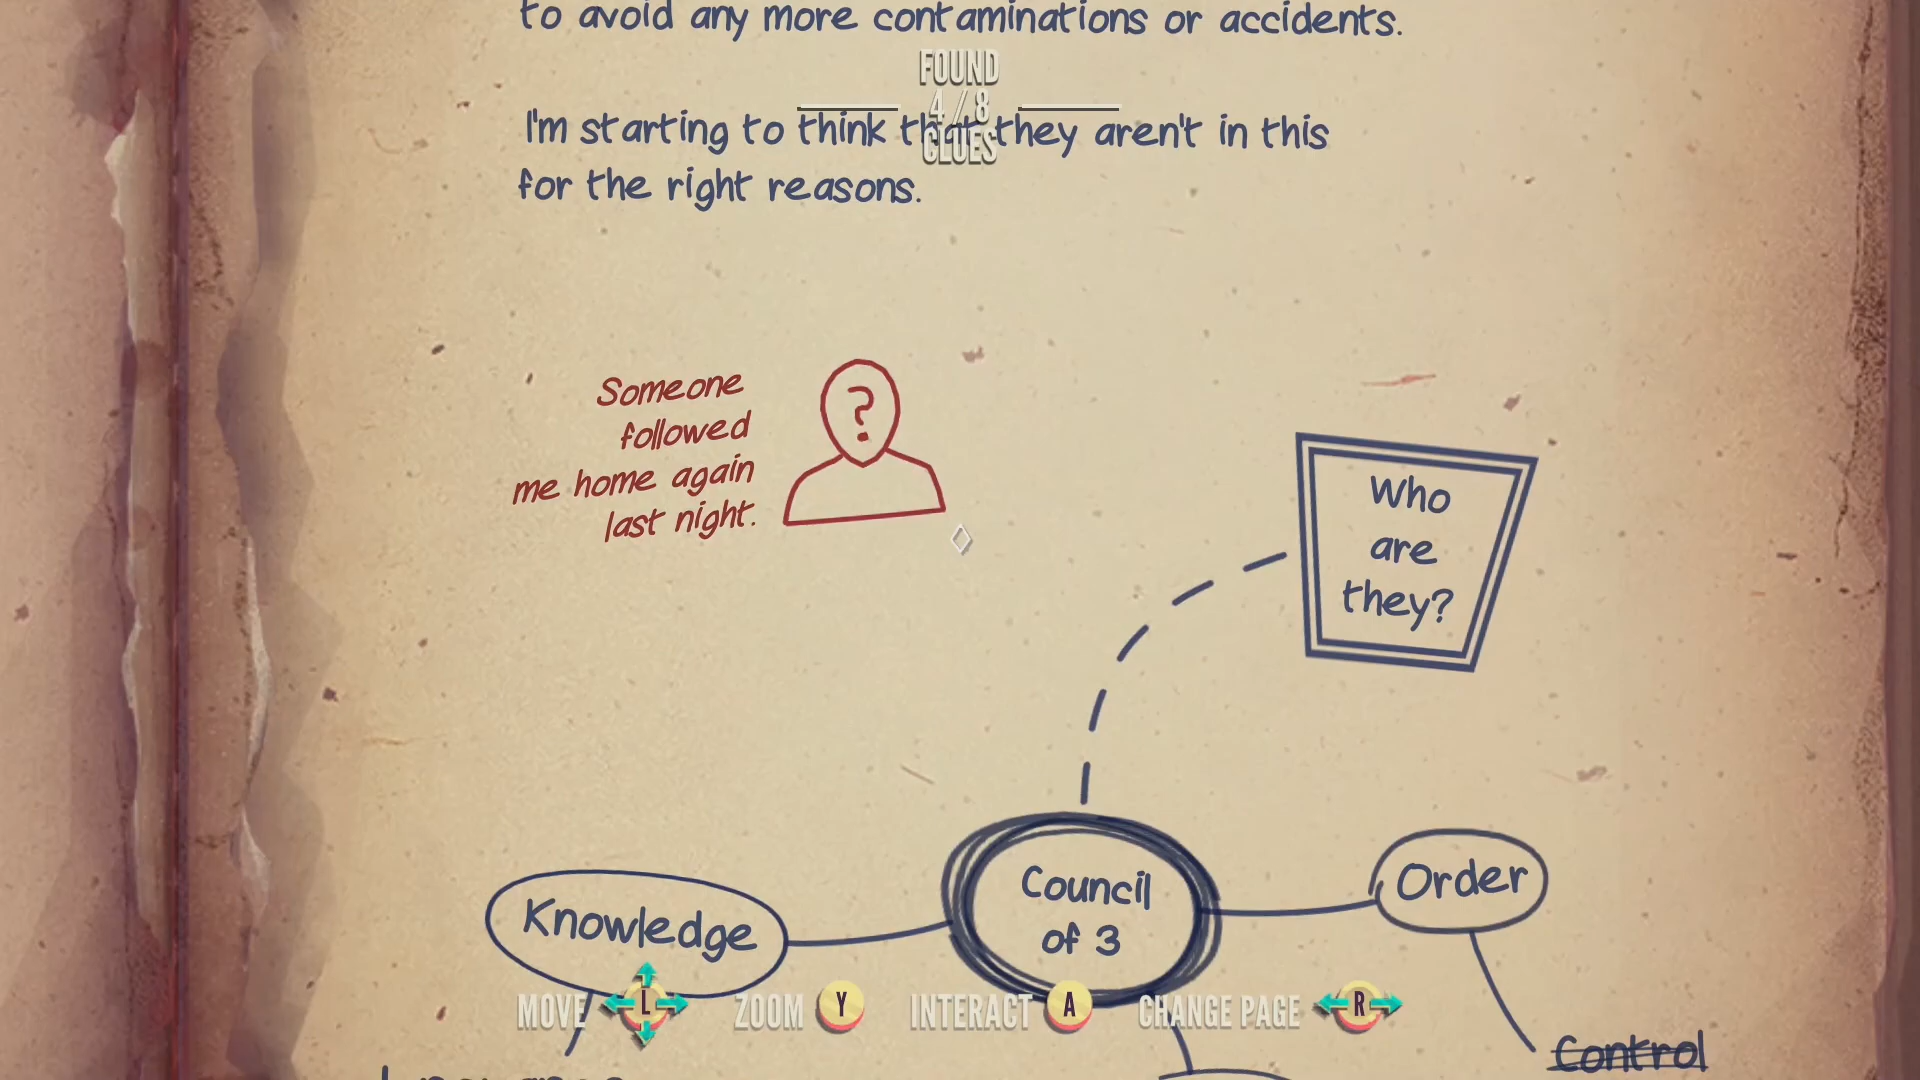 to avoid any more contaminations or accidents.
FOUND
4 / 8
CLUES
I'm starting to think that they aren't in this
for the right reasons.
Someone
followed
me home again
last night.
?
Who
are
they?
Knowledge
Council
of 3
Order
MOVE L
ZOOM Y
INTERACT A
CHANGE PAGE R
Control